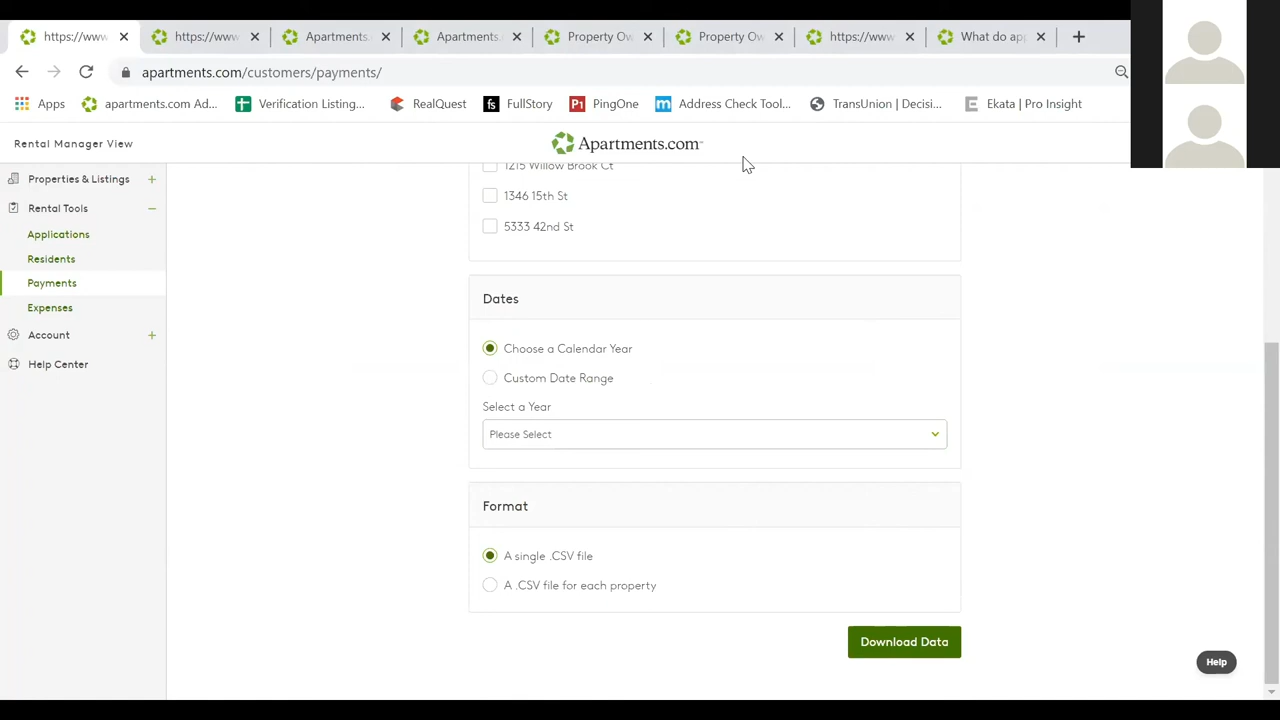 https://www
https://www
Apartments.
Apartments.
Property Ow
Property Ow
https://www
What do app
apartments.com/customers/payments/
Apps
apartments.com Ad...
Verification Listing...
RealQuest
fs FullStory
P1 PingOne
m Address Check Tool...
TransUnion | Decisi...
Ekata | Pro Insight
Rental Manager View
Apartments.com™
Properties & Listings
Rental Tools
Applications
Residents
Payments
Expenses
Account
Help Center
1215 Willow Brook Ct
1346 15th St
5333 42nd St
Dates
Choose a Calendar Year
Custom Date Range
Select a Year
Please Select
Format
A single .CSV file
A .CSV file for each property
Download Data
Help